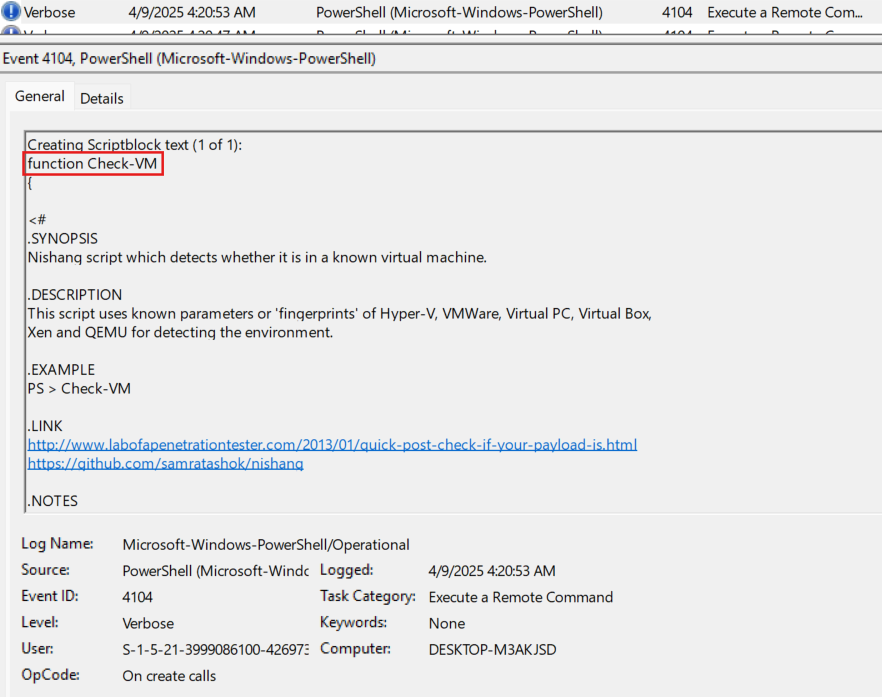 Verbose 4/9/2025 4:20:53 AM PowerShell (Microsoft-Windows-PowerShell) 4104 Execute a Remote Com...
Event 4104, PowerShell (Microsoft-Windows-PowerShell)
General Details
Creating Scriptblock text (1 of 1):
function Check-VM
{
<#
.SYNOPSIS
Nishang script which detects whether it is in a known virtual machine.
.DESCRIPTION
This script uses known parameters or 'fingerprints' of Hyper-V, VMWare, Virtual PC, Virtual Box,
Xen and QEMU for detecting the environment.
.EXAMPLE
PS > Check-VM
.LINK
http://www.labofapenetrationtester.com/2013/01/quick-post-check-if-your-payload-is.html
https://github.com/samratashok/nishang
.NOTES
Log Name: Microsoft-Windows-PowerShell/Operational
Source: PowerShell (Microsoft-Windc Logged: 4/9/2025 4:20:53 AM
Event ID: 4104 Task Category: Execute a Remote Command
Level: Verbose Keywords: None
User: S-1-5-21-3999086100-426973 Computer: DESKTOP-M3AKJSD
OpCode: On create calls